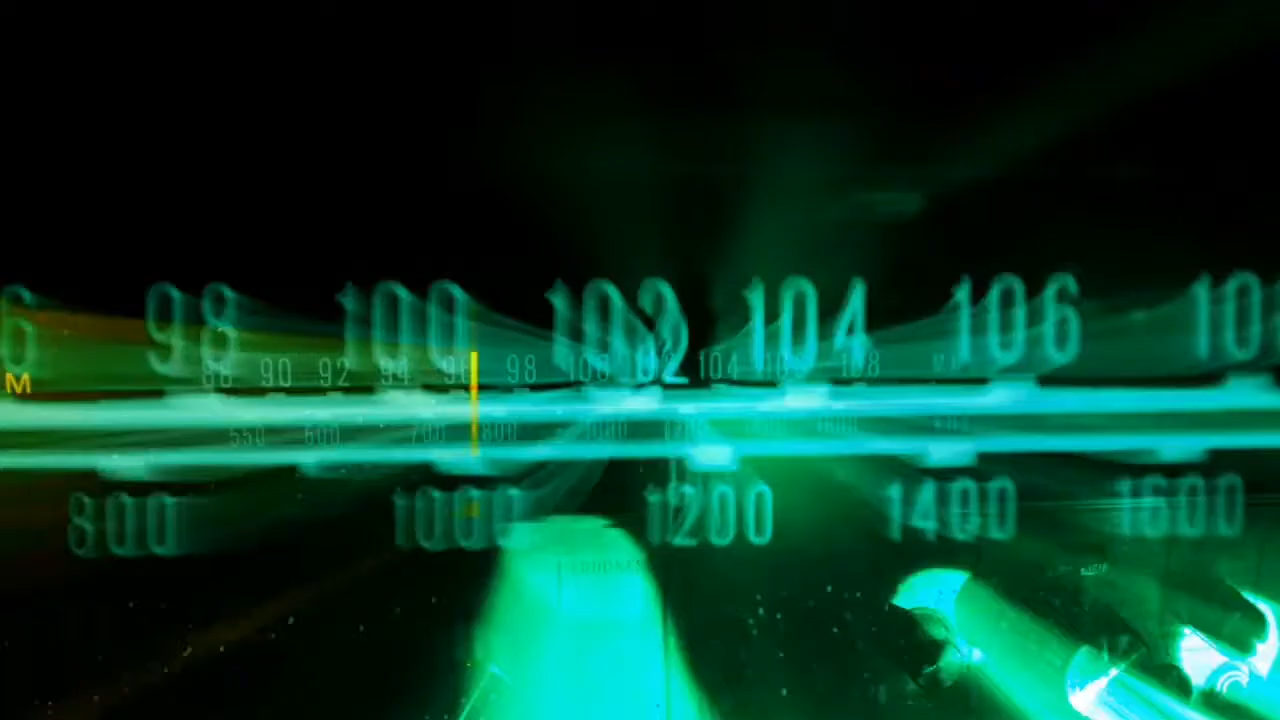 98 100 102 104 106
88 90 92 94 96 98 100 102 104 106 108
M
550 600 700 800 1000
800 1000 1200 1400 1600